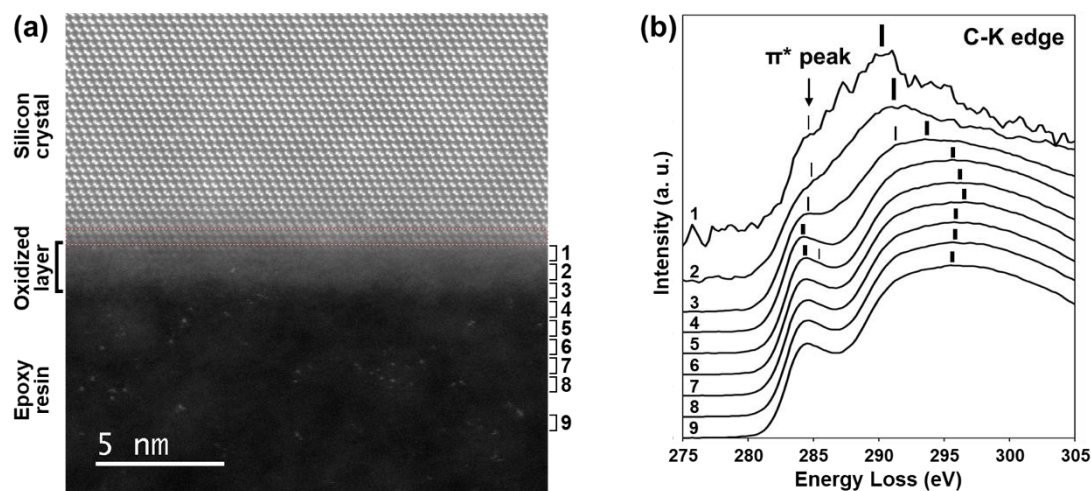 (a)
Silicon
crystal
Oxidized
layer
Epoxy
resin
1
2
3
4
5
6
7
8
9
5 nm
(b)
C-K edge
π* peak
Intensity (a. u.)
1
2
3
4
5
6
7
8
9
275 280 285 290 295 300 305
Energy Loss (eV)